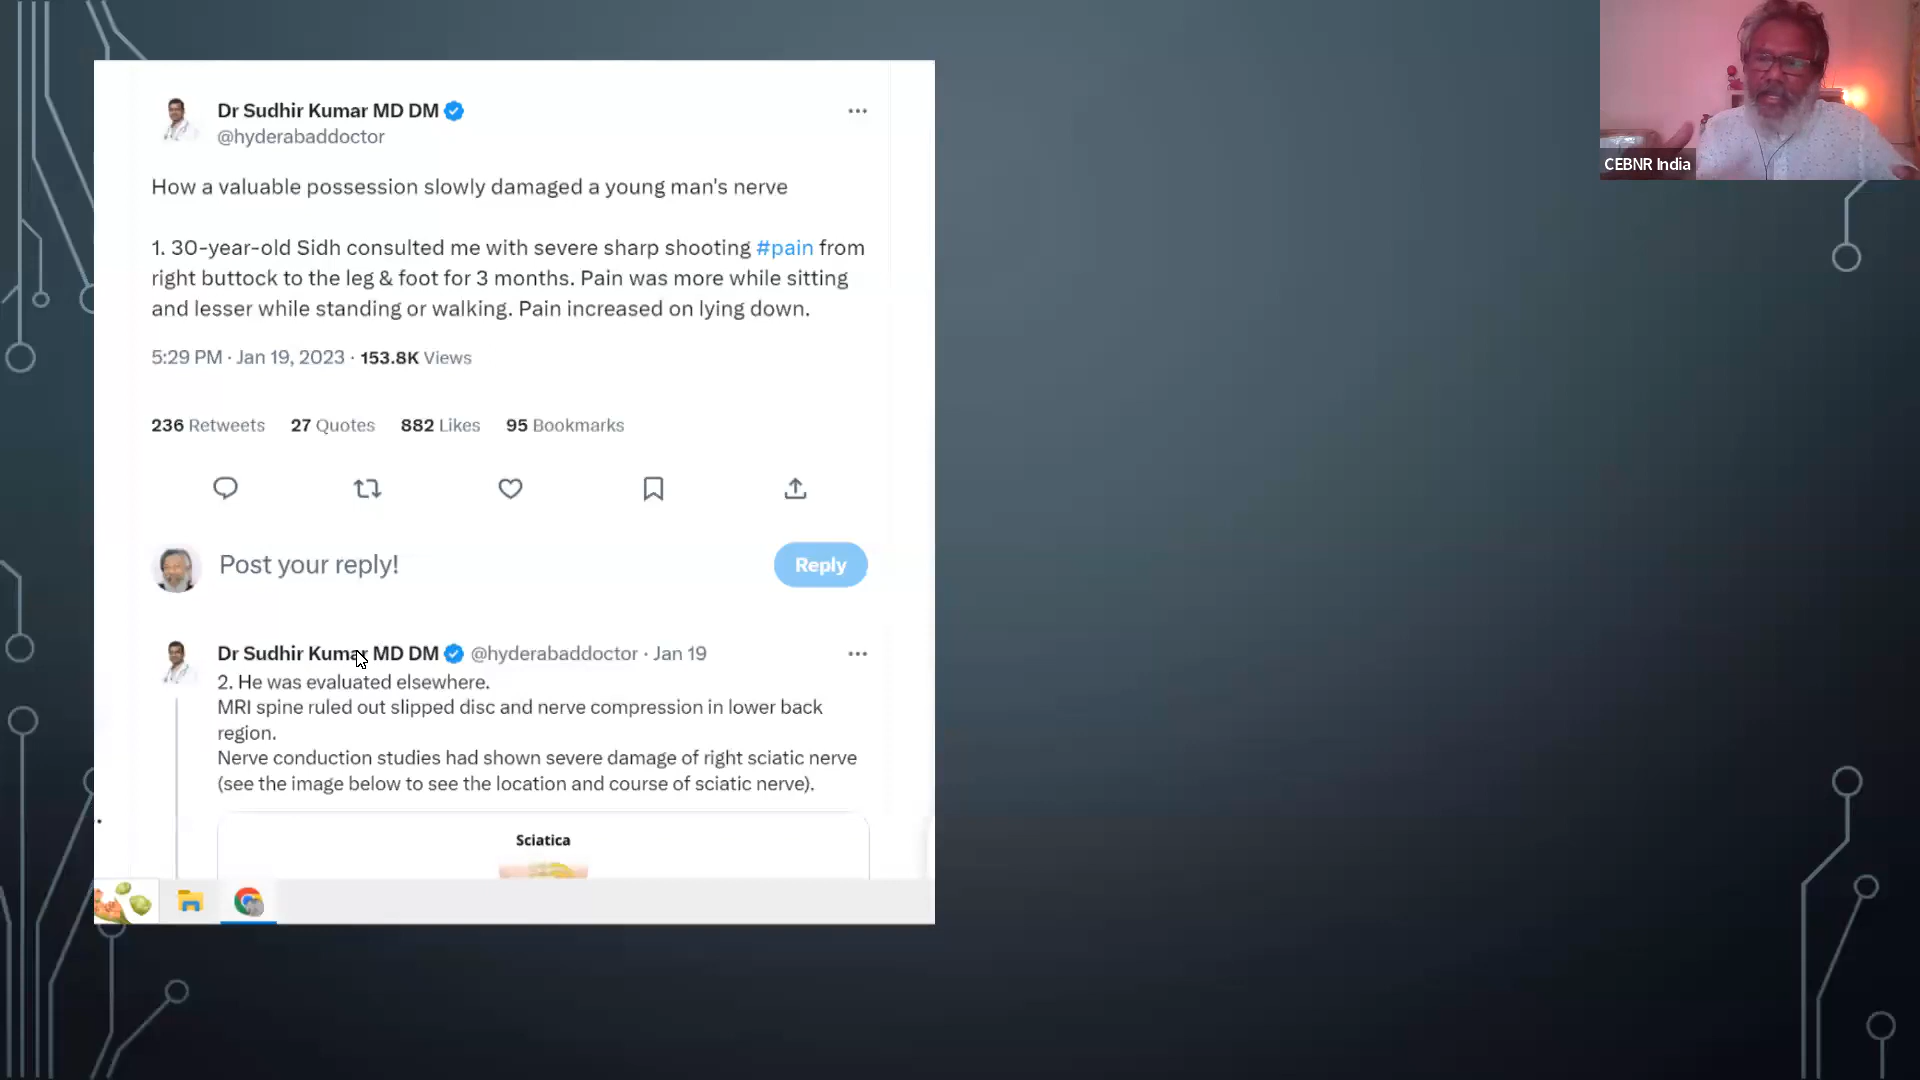 Dr Sudhir Kumar MD DM
@hyderabaddoctor
How a valuable possession slowly damaged a young man's nerve
1. 30-year-old Sidh consulted me with severe sharp shooting #pain from
right buttock to the leg & foot for 3 months. Pain was more while sitting
and lesser while standing or walking. Pain increased on lying down.
5:29 PM · Jan 19, 2023 · 153.8K Views
236 Retweets 27 Quotes 882 Likes 95 Bookmarks
Post your reply!
Reply
Dr Sudhir Kumar MD DM @hyderabaddoctor · Jan 19
2. He was evaluated elsewhere.
MRI spine ruled out slipped disc and nerve compression in lower back
region.
Nerve conduction studies had shown severe damage of right sciatic nerve
(see the image below to see the location and course of sciatic nerve).
Sciatica
CEBNR India